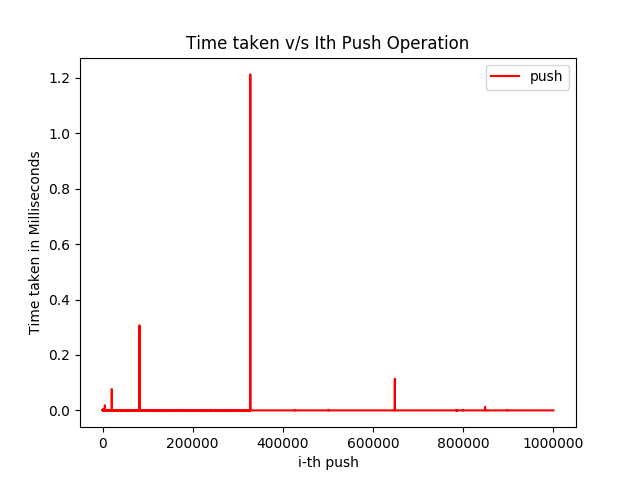 Time taken v/s Ith Push Operation
push
Time taken in Milliseconds
1.2
1.0
0.8
0.6
0.4
0.2
0.0
0 200000 400000 600000 800000 1000000
i-th push